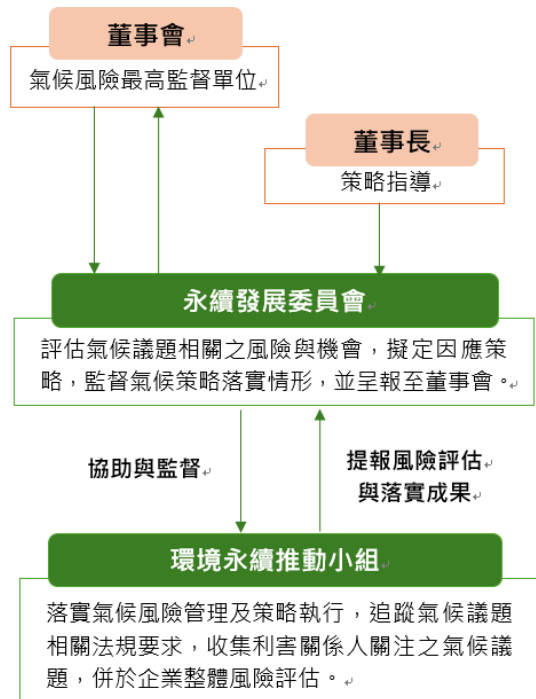 董事會
氣候風險最高監督單位
董事長
策略指導
永續發展委員會
評估氣候議題相關之風險與機會，擬定因應策
略，監督氣候策略落實情形，並呈報至董事會。
協助與監督
提報風險評估
與落實成果
環境永續推動小組
落實氣候風險管理及策略執行，追蹤氣候議題
相關法規要求，收集利害關係人關注之氣候議
題，併於企業整體風險評估。